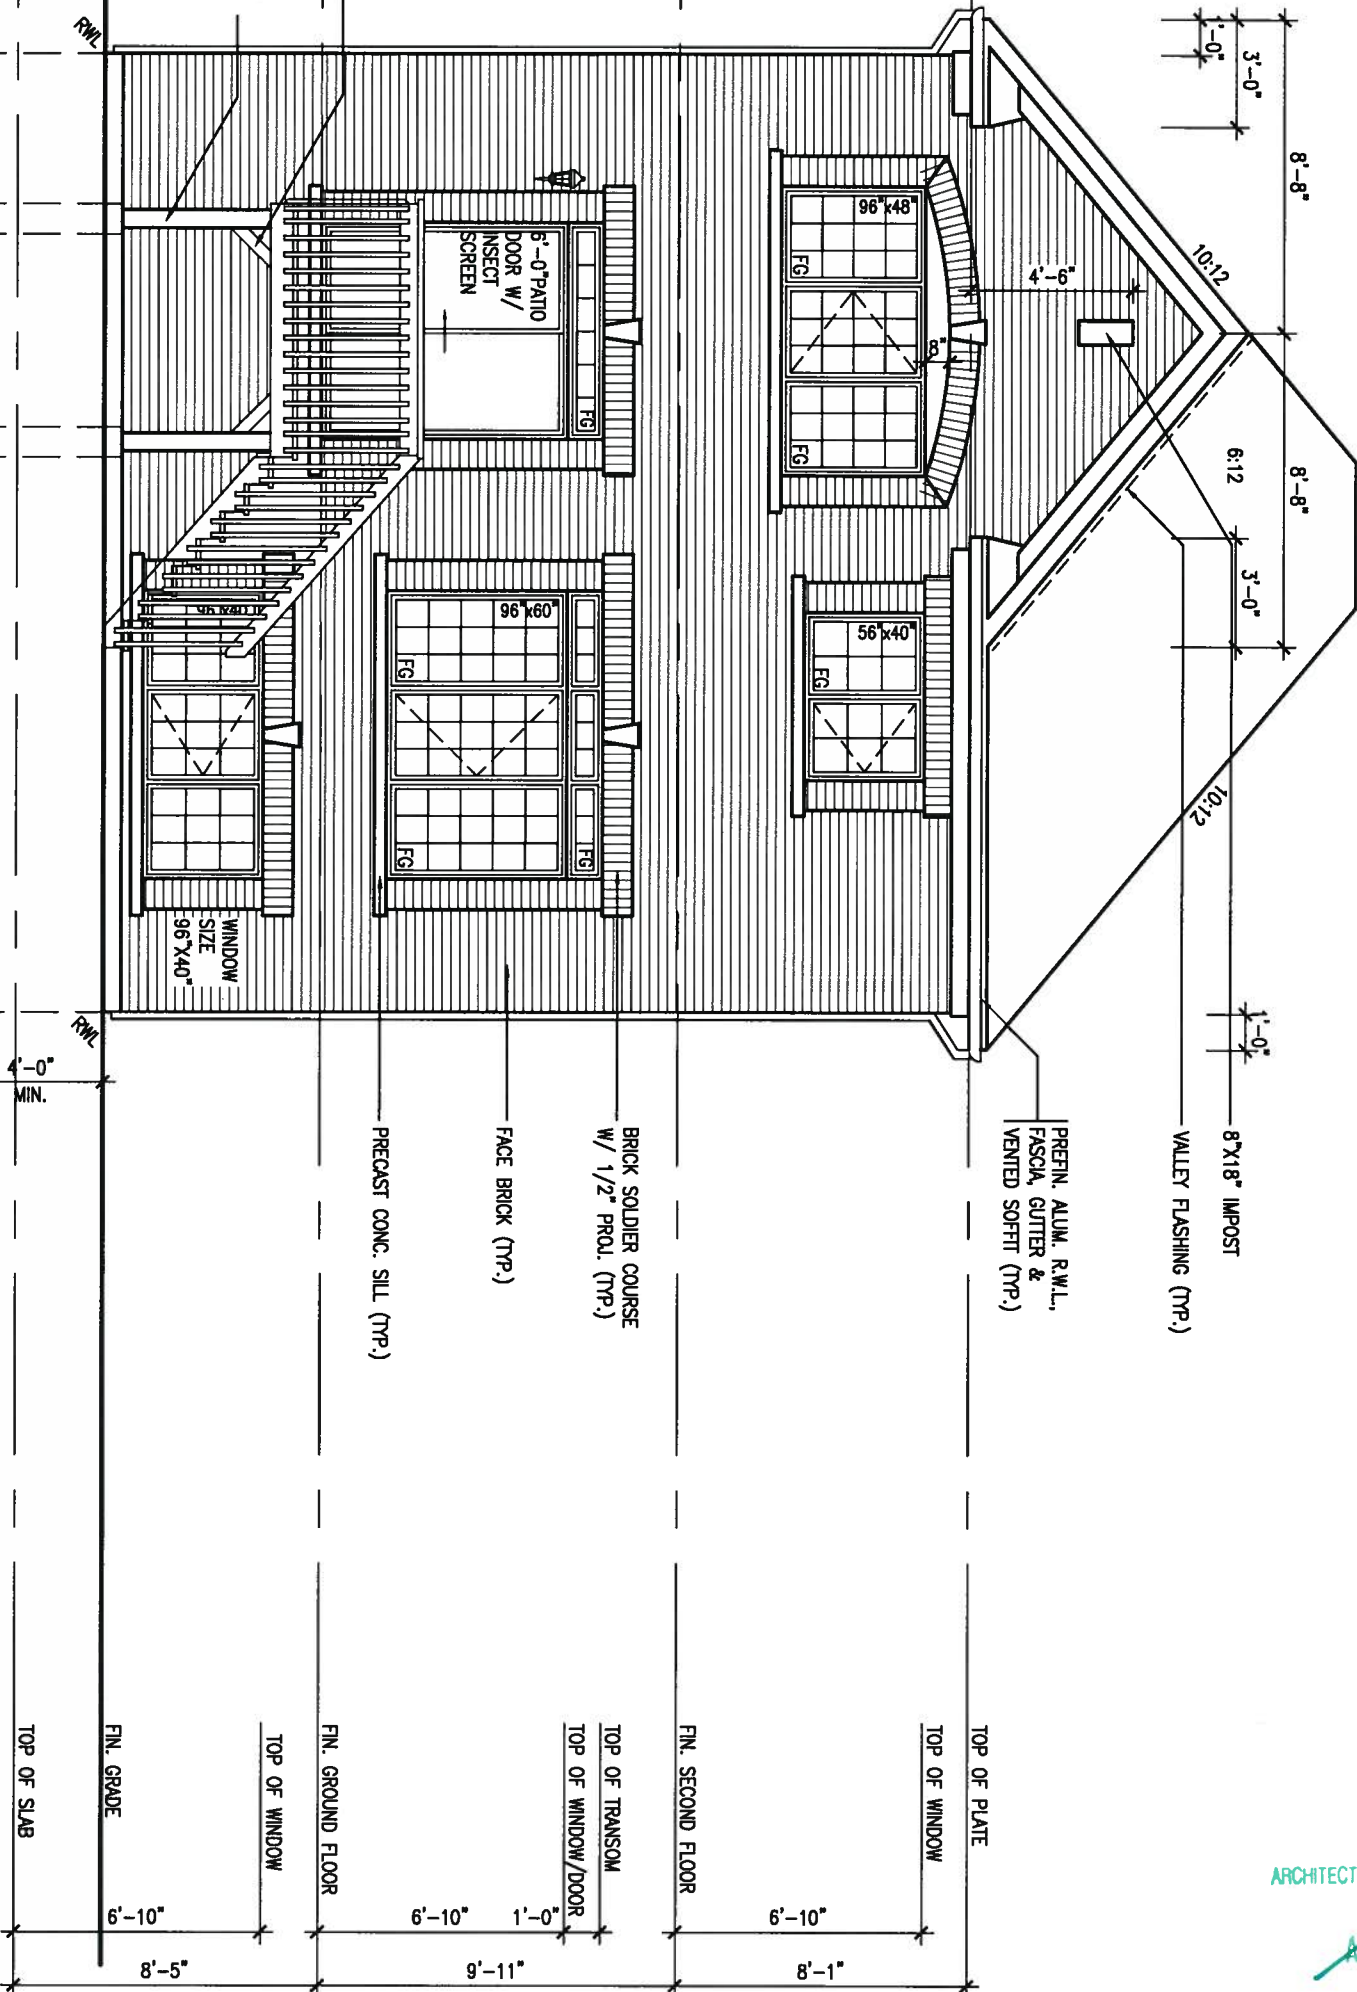 RWL
1'-0"
3'-0"
8'-8"
10:12
4'-6"
8"
96"x48"
FG
FG
6'-0"PATIO
DOOR W/
INSECT
SCREEN
FG
6:12
8'-8"
3'-0"
56"x40"
FG
96"x60"
FG
FG
FG
96"x40"
WINDOW
SIZE
96"X40"
10:12
1'-0"
RWL
4'-0"
MIN.
8"X18" IMPOST
VALLEY FLASHING (TYP.)
PREFIN. ALUM. R.W.L.,
FASCIA, GUTTER &
VENTED SOFFIT (TYP.)
BRICK SOLDIER COURSE
W/ 1/2" PROJ. (TYP.)
FACE BRICK (TYP.)
PRECAST CONC. SILL (TYP.)
TOP OF PLATE
TOP OF WINDOW
FIN. SECOND FLOOR
TOP OF TRANSOM
TOP OF WINDOW/DOOR
FIN. GROUND FLOOR
TOP OF WINDOW
FIN. GRADE
TOP OF SLAB
6'-10"
1'-0"
6'-10"
6'-10"
8'-1"
9'-11"
8'-5"
ARCHITECT